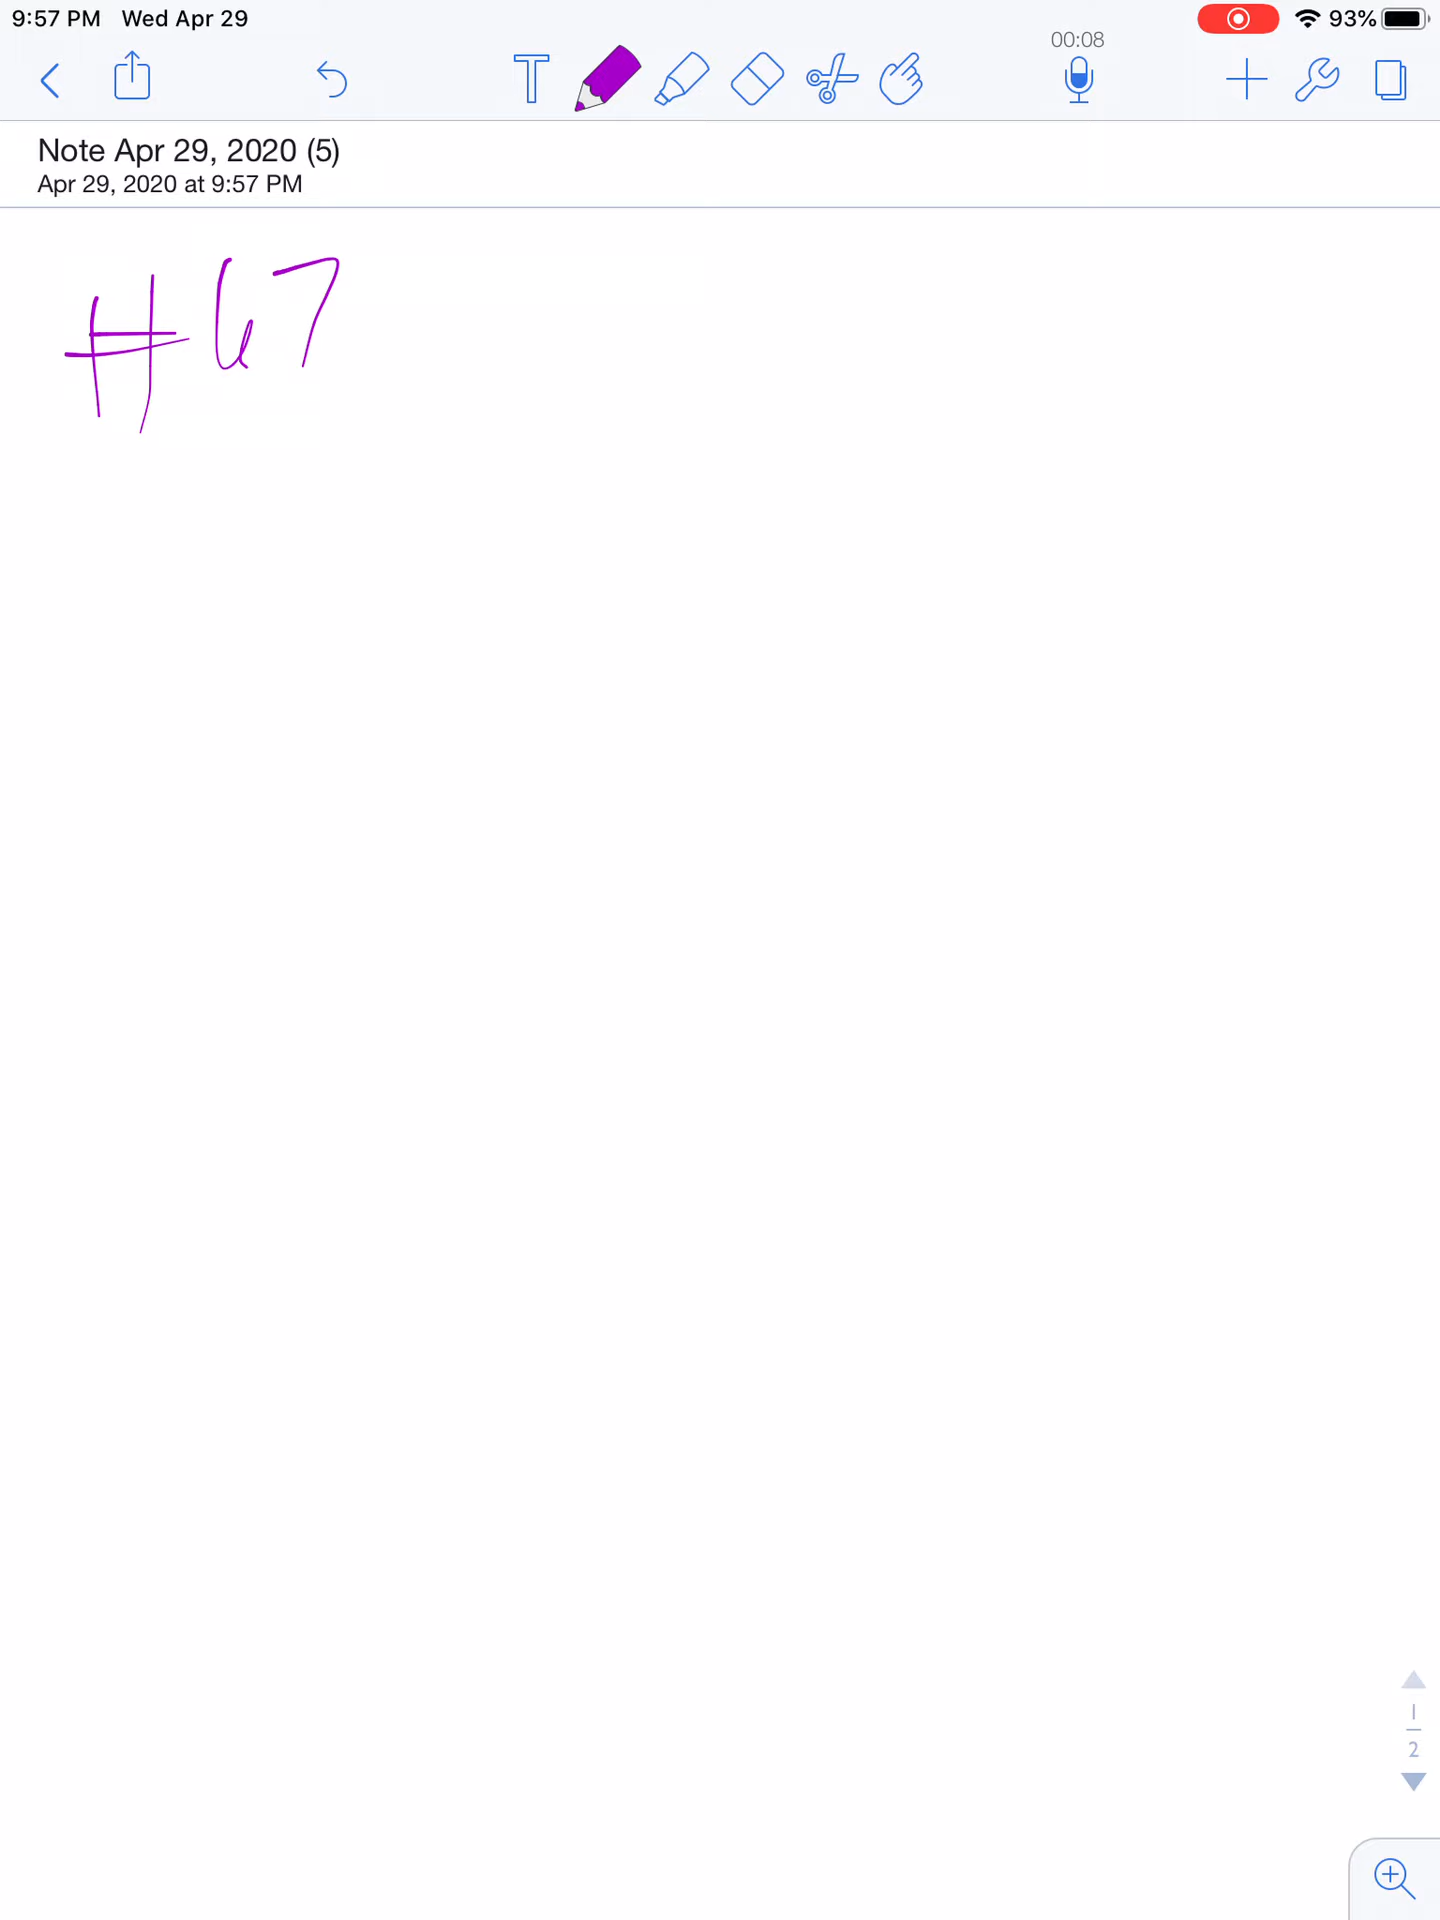 9:57 PM Wed Apr 29 93%
00:08
T
Note Apr 29, 2020 (5)
Apr 29, 2020 at 9:57 PM
#67
1
2